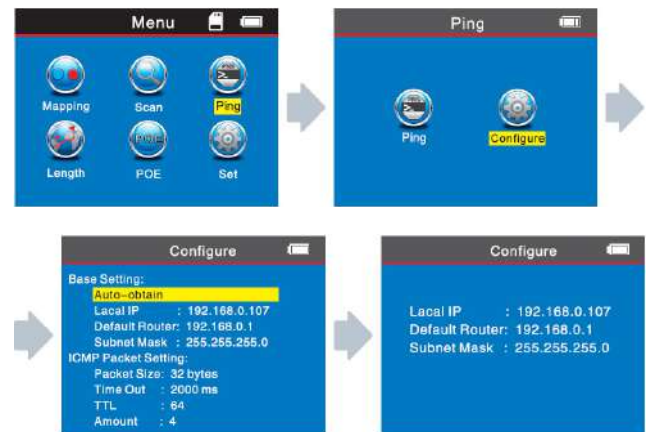 Menu
Mapping Scan Ping
Length POE Set
Ping
Ping Configure
Configure
Base Setting:
Auto-obtain
Lacal IP : 192.168.0.107
Default Router: 192.168.0.1
Subnet Mask : 255.255.255.0
ICMP Packet Setting:
Packet Size: 32 bytes
Time Out : 2000 ms
TTL : 64
Amount : 4
Configure
Lacal IP : 192.168.0.107
Default Router: 192.168.0.1
Subnet Mask : 255.255.255.0